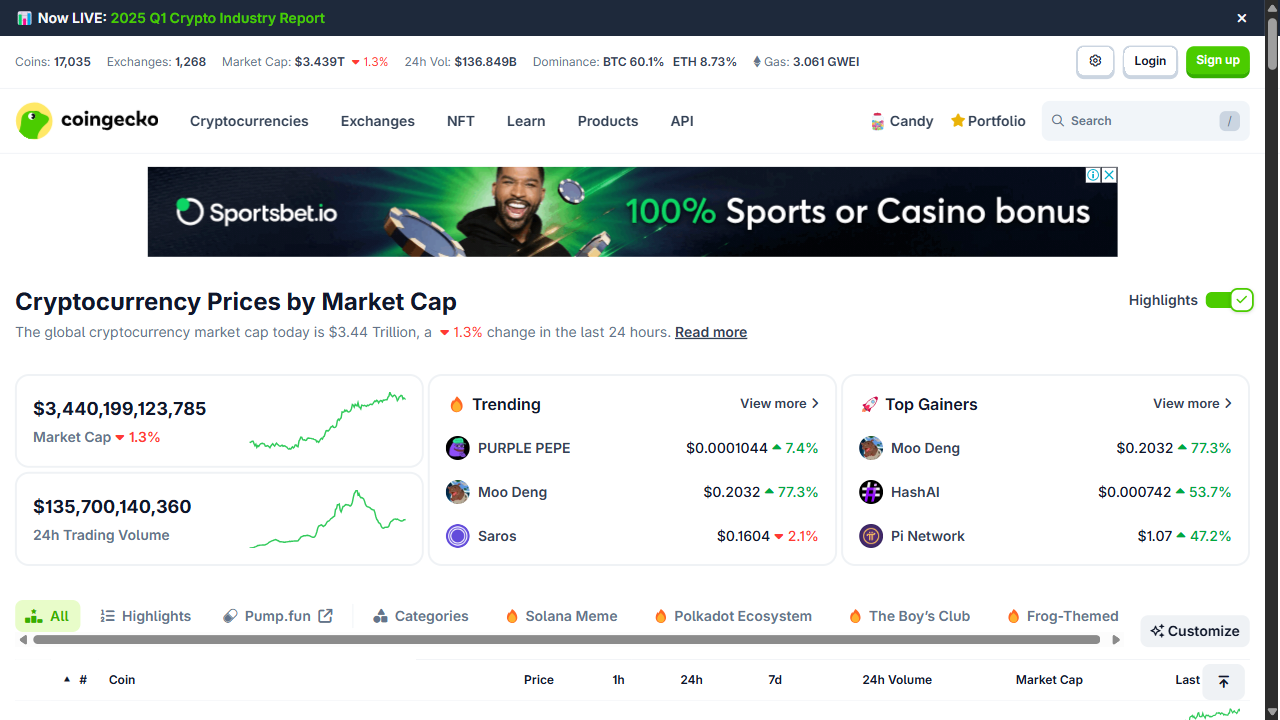 Now LIVE: 2025 Q1 Crypto Industry Report
Coins: 17,035 Exchanges: 1,268 Market Cap: $3.439T 1.3% 24h Vol: $136.849B Dominance: BTC 60.1% ETH 8.73% Gas: 3.061 GWEI Login Sign up
coingecko Cryptocurrencies Exchanges NFT Learn Products API Candy Portfolio Search /
Sportsbet.io 100% Sports or Casino bonus
Cryptocurrency Prices by Market Cap Highlights
The global cryptocurrency market cap today is $3.44 Trillion, a 1.3% change in the last 24 hours. Read more
$3,440,199,123,785
Market Cap 1.3%
$135,700,140,360
24h Trading Volume
Trending View more
PURPLE PEPE $0.0001044 7.4%
Moo Deng $0.2032 77.3%
Saros $0.1604 2.1%
Top Gainers View more
Moo Deng $0.2032 77.3%
HashAI $0.000742 53.7%
Pi Network $1.07 47.2%
All Highlights Pump.fun Categories Solana Meme Polkadot Ecosystem The Boy's Club Frog-Themed
Customize
# Coin Price 1h 24h 7d 24h Volume Market Cap Last